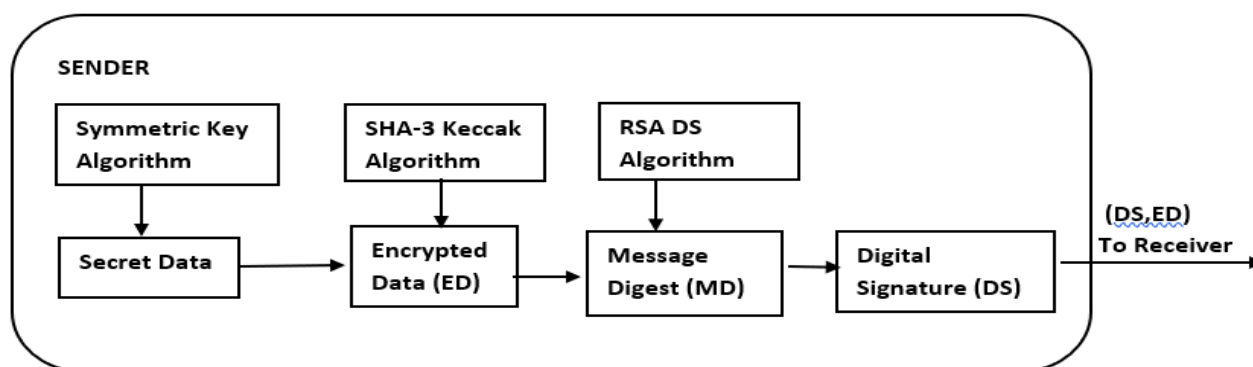 SENDER
Symmetric Key
Algorithm
SHA-3 Keccak
Algorithm
RSA DS
Algorithm
Secret Data
Encrypted
Data (ED)
Message
Digest (MD)
Digital
Signature (DS)
(DS,ED)
To Receiver